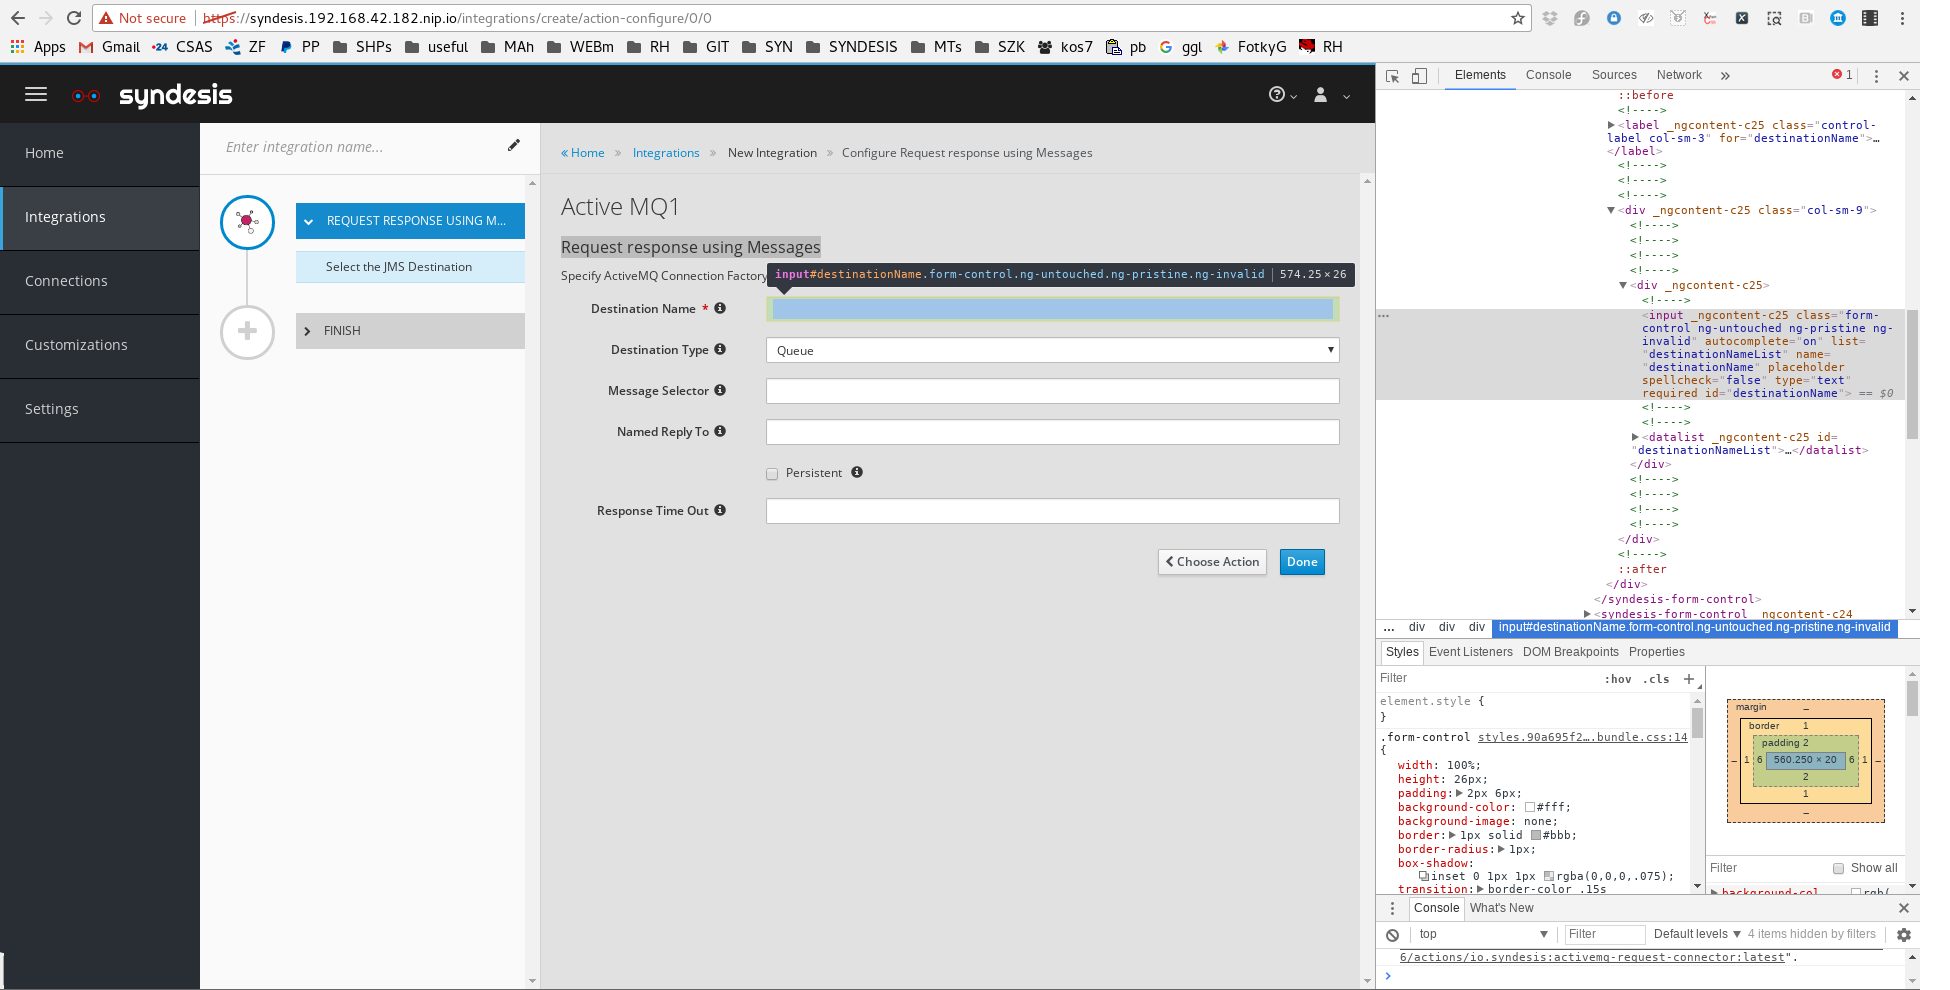 Not secure https://syndesis.192.168.42.182.nip.io/integrations/create/action-configure/0/0
Apps Gmail CSAS ZF PP SHPs useful MAh WEBm RH GIT SYN SYNDESIS MTs SZK kos7 pb ggl FotkyG RH
syndesis
Home
Integrations
Connections
Customizations
Settings
Enter integration name...
REQUEST RESPONSE USING M...
Select the JMS Destination
FINISH
« Home » Integrations » New Integration » Configure Request response using Messages
Active MQ1
Request response using Messages
Specify ActiveMQ Connection Factory
input#destinationName.form-control.ng-untouched.ng-pristine.ng-invalid | 574.25 × 26
Destination Name *
Destination Type
Queue
Message Selector
Named Reply To
Persistent
Response Time Out
Choose Action
Done
Elements Console Sources Network » 1
::before
<!---->
<label _ngcontent-c25 class="control-
label col-sm-3" for="destinationName">…
</label>
<!---->
<!---->
<!---->
<div _ngcontent-c25 class="col-sm-9">
<!---->
<!---->
<!---->
<!---->
<div _ngcontent-c25>
<!---->
<input _ngcontent-c25 class="form-
control ng-untouched ng-pristine ng-
invalid" autocomplete="on" list=
"destinationNameList" name=
"destinationName" placeholder
spellcheck="false" type="text"
required id="destinationName"> == $0
<!---->
<!---->
<datalist _ngcontent-c25 id=
"destinationNameList">…</datalist>
</div>
<!---->
<!---->
<!---->
<!---->
</div>
<!---->
::after
</div>
</syndesis-form-control>
<syndesis-form-control _ngcontent-c24
... div div div input#destinationName.form-control.ng-untouched.ng-pristine.ng-invalid
Styles Event Listeners DOM Breakpoints Properties
Filter :hov .cls +
element.style {
}
.form-control styles.90a695f2….bundle.css:14
{
width: 100%;
height: 26px;
padding: 2px 6px;
background-color: #fff;
background-image: none;
border: 1px solid #bbb;
border-radius: 1px;
box-shadow:
inset 0 1px 1px rgba(0,0,0,.075);
transition: border-color .15s
margin –
border 1
padding 2
– 1 6 560.250 × 20 6 1 –
2
1
–
Filter Show all
background-col… rgb(
Console What's New
top Filter Default levels 4 items hidden by filters
6/actions/io.syndesis:activemq-request-connector:latest".